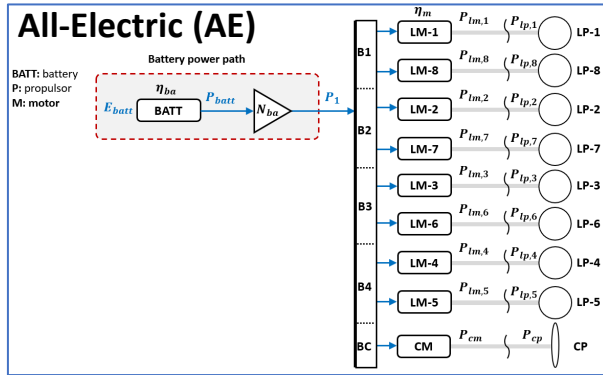 All-Electric (AE)
Battery power path
BATT: battery
P: propulsor
M: motor
η_ba
E_batt BATT P_batt N_ba P_1
η_m
B1
LM-1 P_lm,1 P_lp,1 LP-1
LM-8 P_lm,8 P_lp,8 LP-8
B2
LM-2 P_lm,2 P_lp,2 LP-2
LM-7 P_lm,7 P_lp,7 LP-7
B3
LM-3 P_lm,3 P_lp,3 LP-3
LM-6 P_lm,6 P_lp,6 LP-6
B4
LM-4 P_lm,4 P_lp,4 LP-4
LM-5 P_lm,5 P_lp,5 LP-5
BC CM P_cm P_cp CP